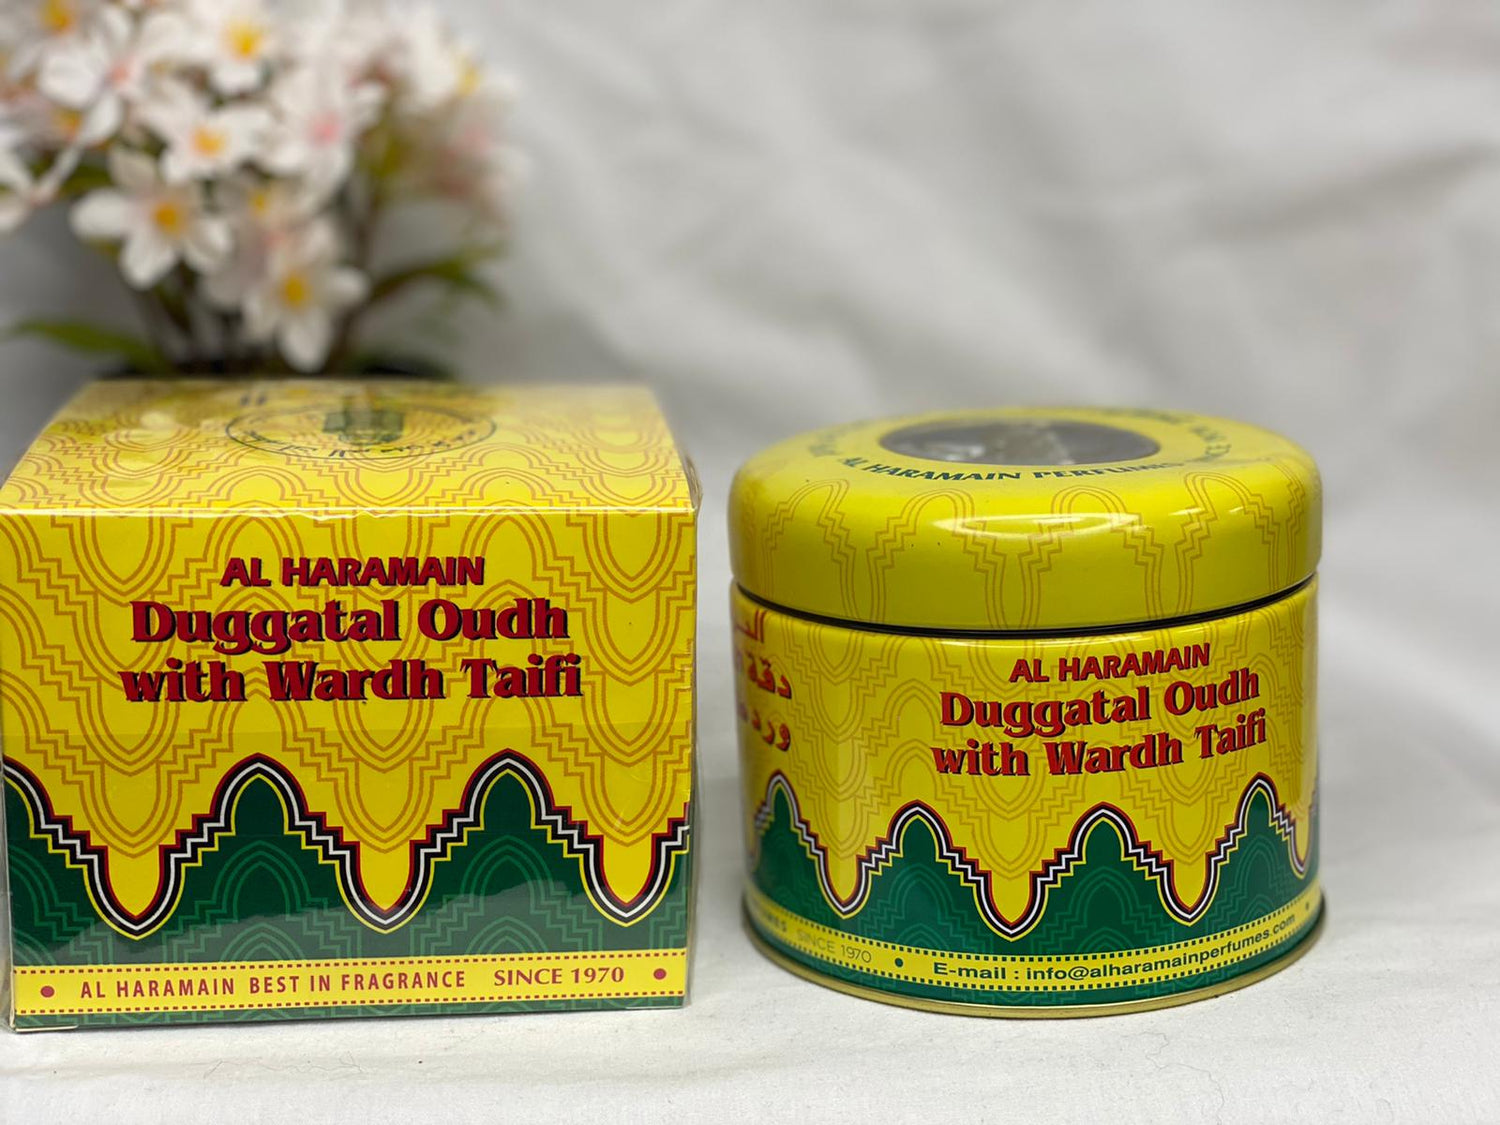 AL HARAMAIN
Duggatal Oudh
with Wardh Taifi
AL HARAMAIN BEST IN FRAGRANCE SINCE 1970
AL HARAMAIN PERFUMES
دقة
AL HARAMAIN
Duggatal Oudh
with Wardh Taifi
SINCE 1970 • E-mail : info@alharamainperfumes.com